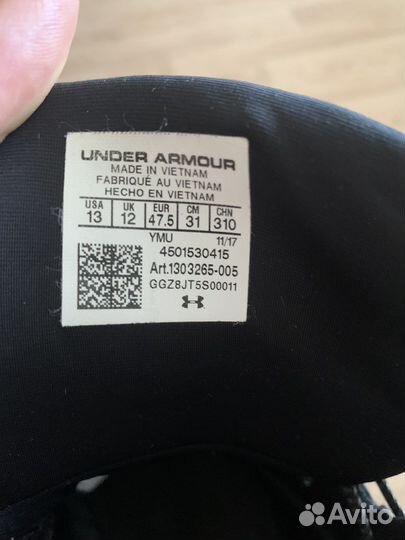 UNDER ARMOUR
MADE IN VIETNAM
FABRIQUÉ AU VIETNAM
HECHO EN VIETNAM
USA UK EUR CM CHN
13 12 47.5 31 310
YMU 11/17
4501530415
Art.1303265-005
GGZ8JT5S00011
Avito